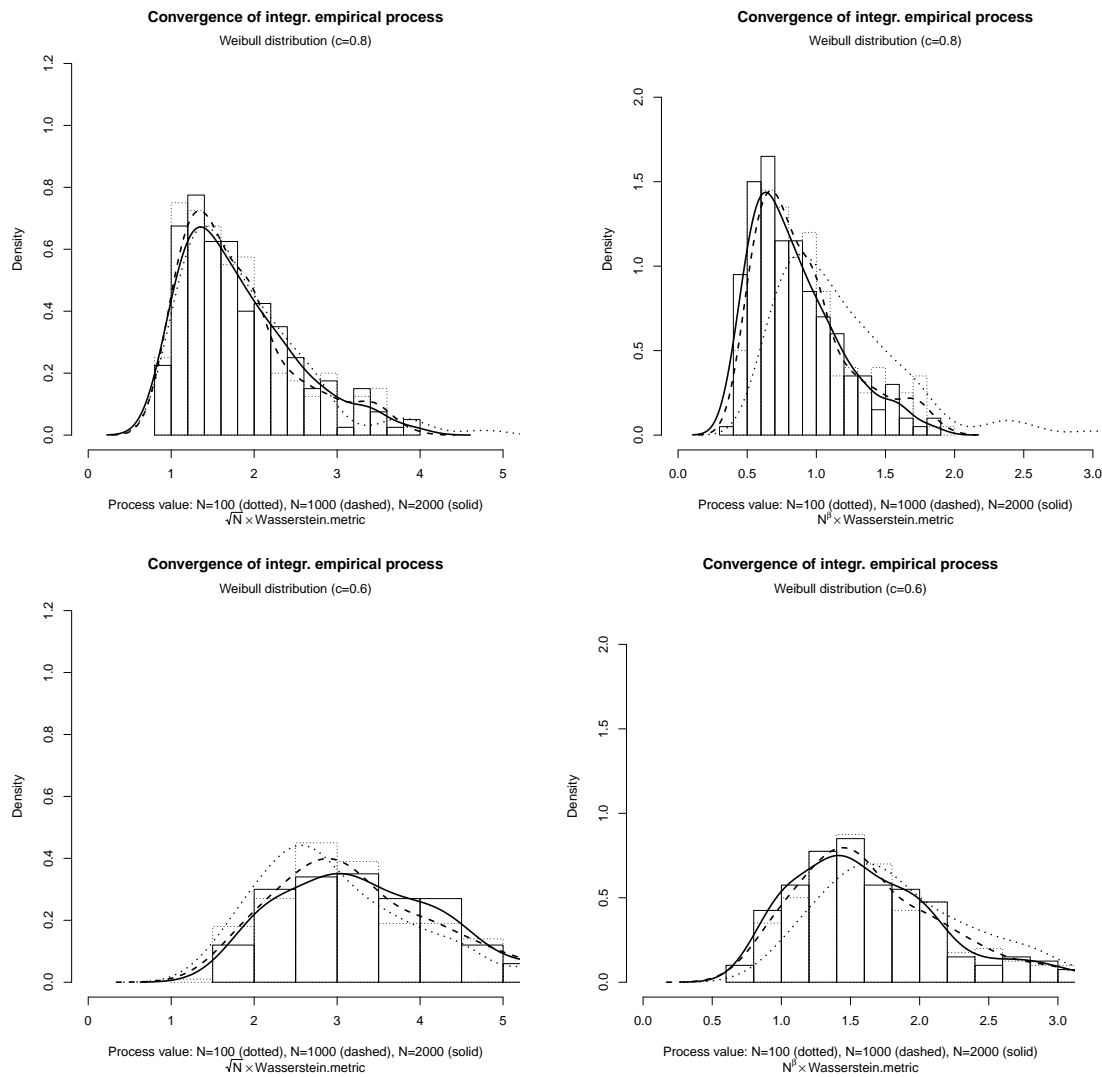 Convergence of integr. empirical process
Weibull distribution (c=0.8)
Density
0.0 0.2 0.4 0.6 0.8 1.0 1.2
0 1 2 3 4 5
Process value: N=100 (dotted), N=1000 (dashed), N=2000 (solid)
√N × Wasserstein.metric
Convergence of integr. empirical process
Weibull distribution (c=0.8)
Density
0.0 0.5 1.0 1.5 2.0
0.0 0.5 1.0 1.5 2.0 2.5 3.0
Process value: N=100 (dotted), N=1000 (dashed), N=2000 (solid)
N^β × Wasserstein.metric
Convergence of integr. empirical process
Weibull distribution (c=0.6)
Density
0.0 0.2 0.4 0.6 0.8 1.0 1.2
0 1 2 3 4 5
Process value: N=100 (dotted), N=1000 (dashed), N=2000 (solid)
√N × Wasserstein.metric
Convergence of integr. empirical process
Weibull distribution (c=0.6)
Density
0.0 0.5 1.0 1.5 2.0
0.0 0.5 1.0 1.5 2.0 2.5 3.0
Process value: N=100 (dotted), N=1000 (dashed), N=2000 (solid)
N^β × Wasserstein.metric